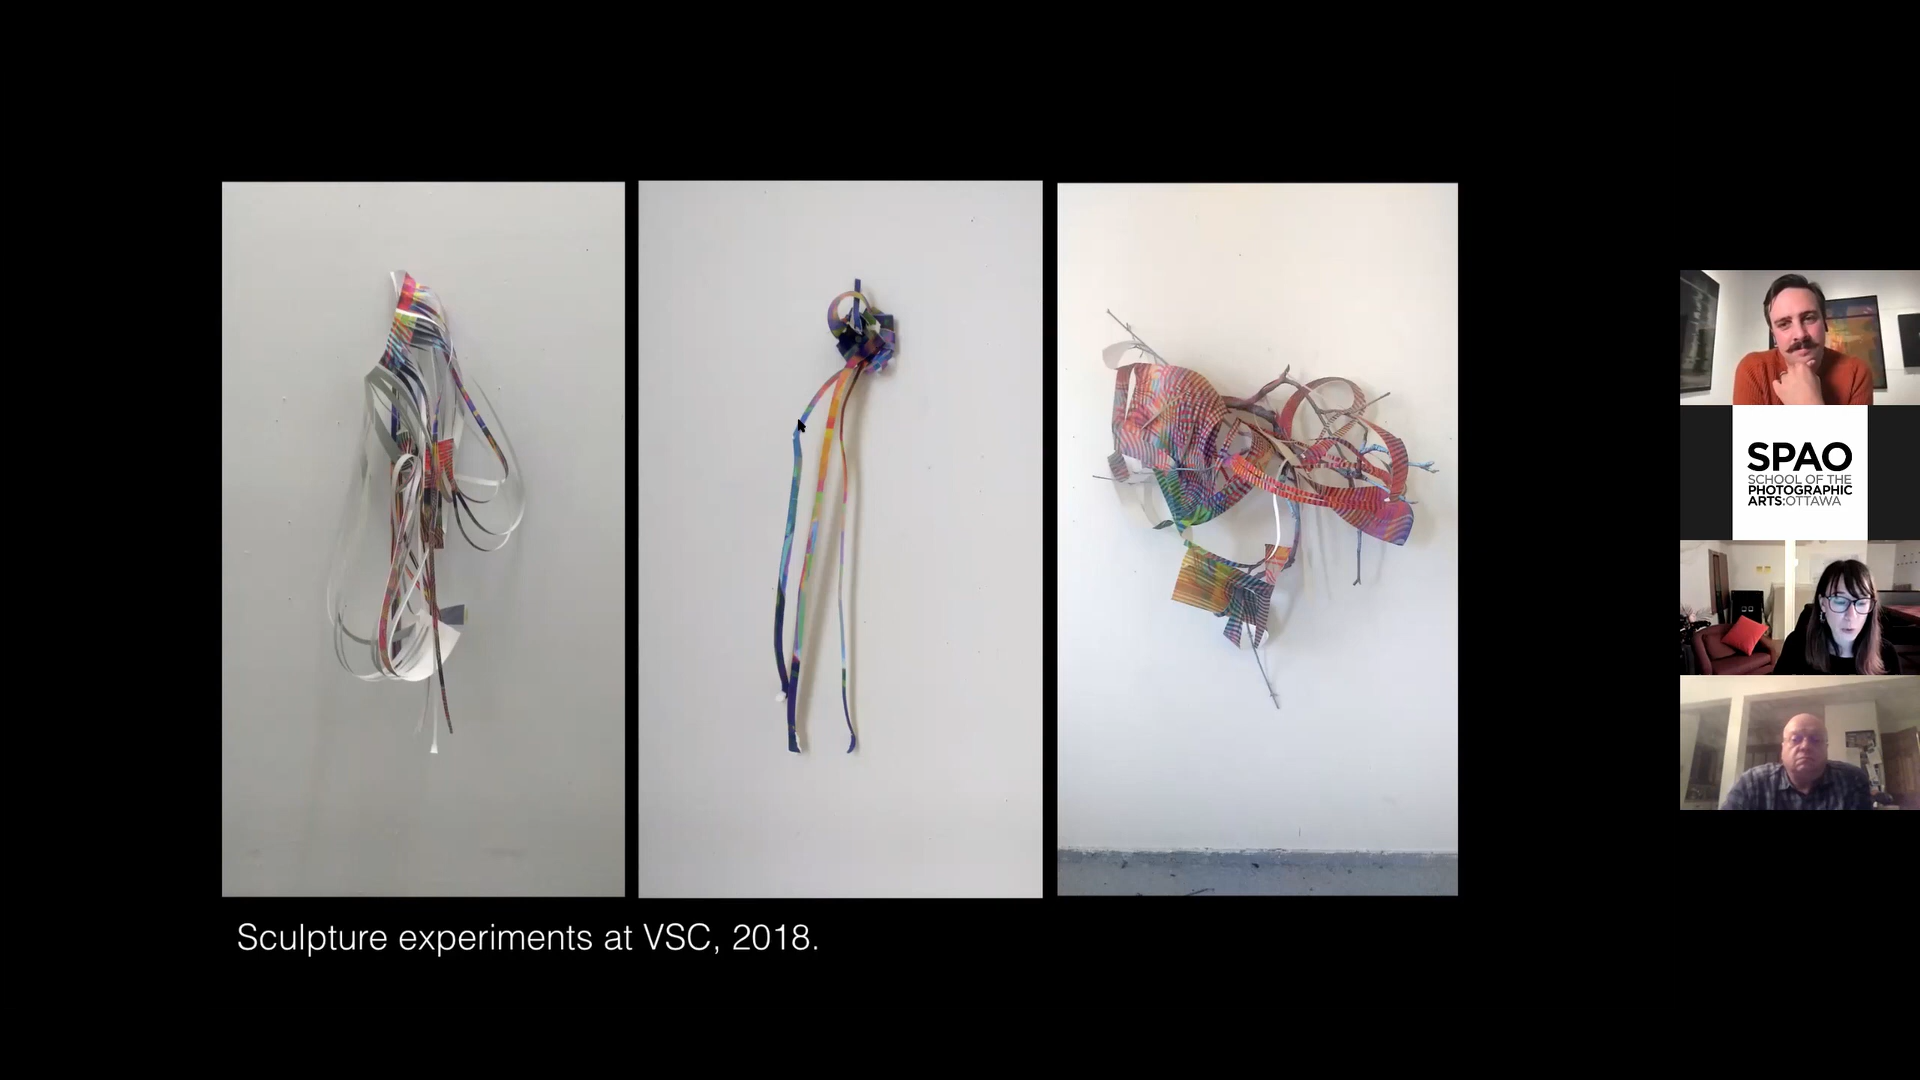 SPAO
SCHOOL OF THE
PHOTOGRAPHIC
ARTS:OTTAWA
Sculpture experiments at VSC, 2018.